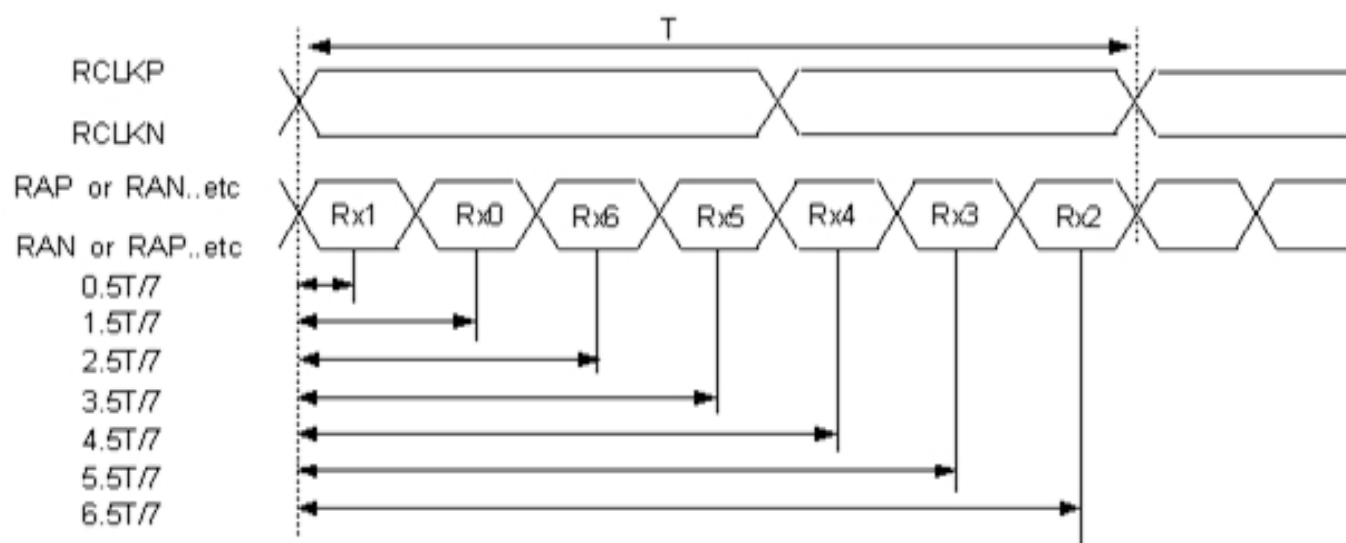 T
RCLKP
RCLKN
RAP or RAN..etc
Rx1 Rx0 Rx6 Rx5 Rx4 Rx3 Rx2
RAN or RAP..etc
0.5T/7
1.5T/7
2.5T/7
3.5T/7
4.5T/7
5.5T/7
6.5T/7